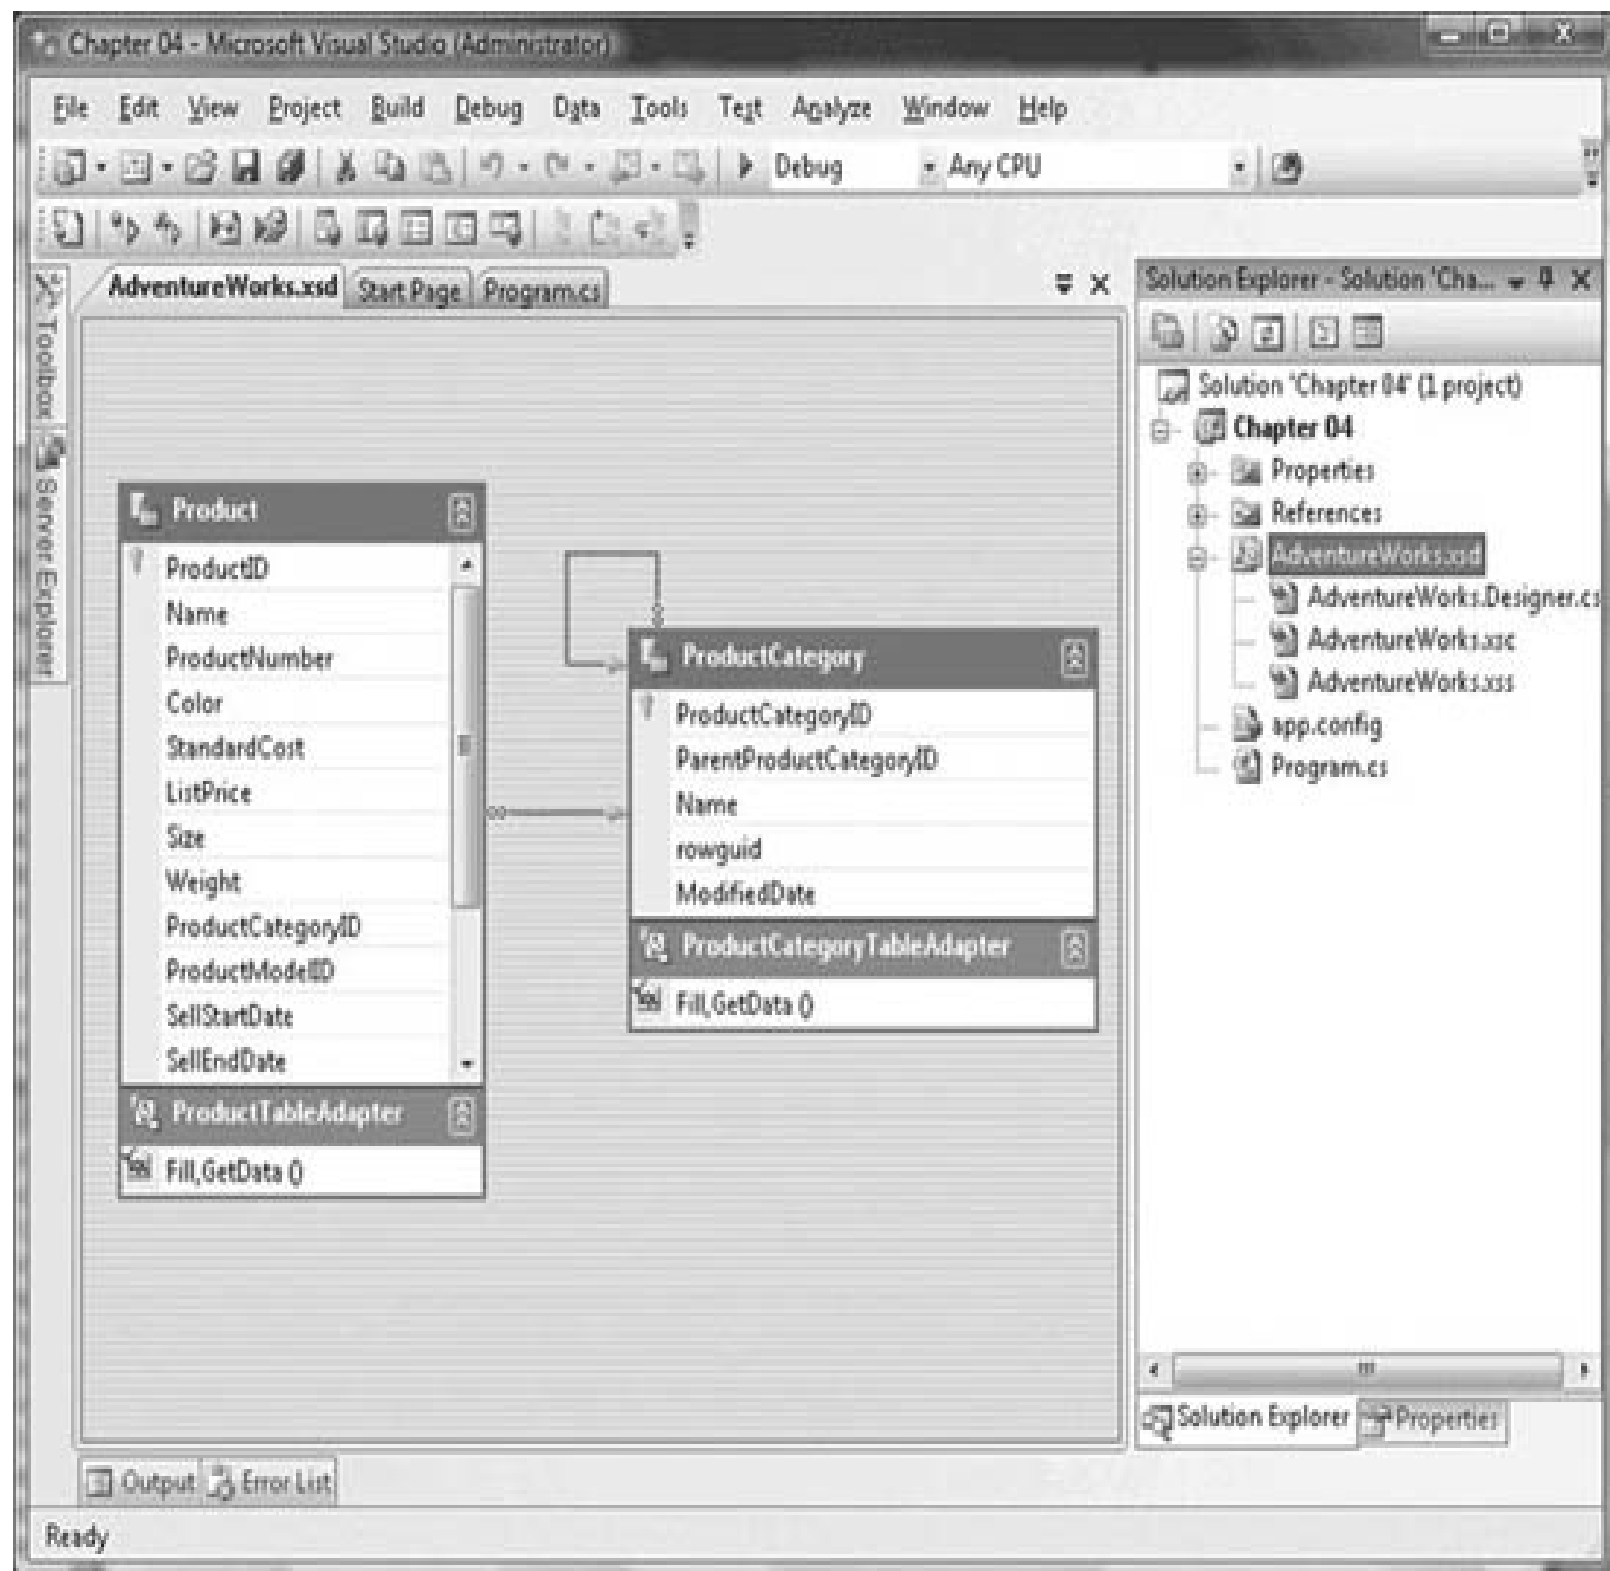 Chapter 04 - Microsoft Visual Studio (Administrator)
File Edit View Project Build Debug Data Tools Test Analyze Window Help
Debug Any CPU
Toolbox
Server Explorer
AdventureWorks.xsd Start Page Program.cs
Product
ProductID
Name
ProductNumber
Color
StandardCost
ListPrice
Size
Weight
ProductCategoryID
ProductModelID
SellStartDate
SellEndDate
ProductTableAdapter
Fill,GetData ()
ProductCategory
ProductCategoryID
ParentProductCategoryID
Name
rowguid
ModifiedDate
ProductCategoryTableAdapter
Fill,GetData ()
Solution Explorer - Solution 'Cha...
Solution 'Chapter 04' (1 project)
Chapter 04
Properties
References
AdventureWorks.xsd
AdventureWorks.Designer.cs
AdventureWorks.xsc
AdventureWorks.xss
app.config
Program.cs
Solution Explorer Properties
Output Error List
Ready